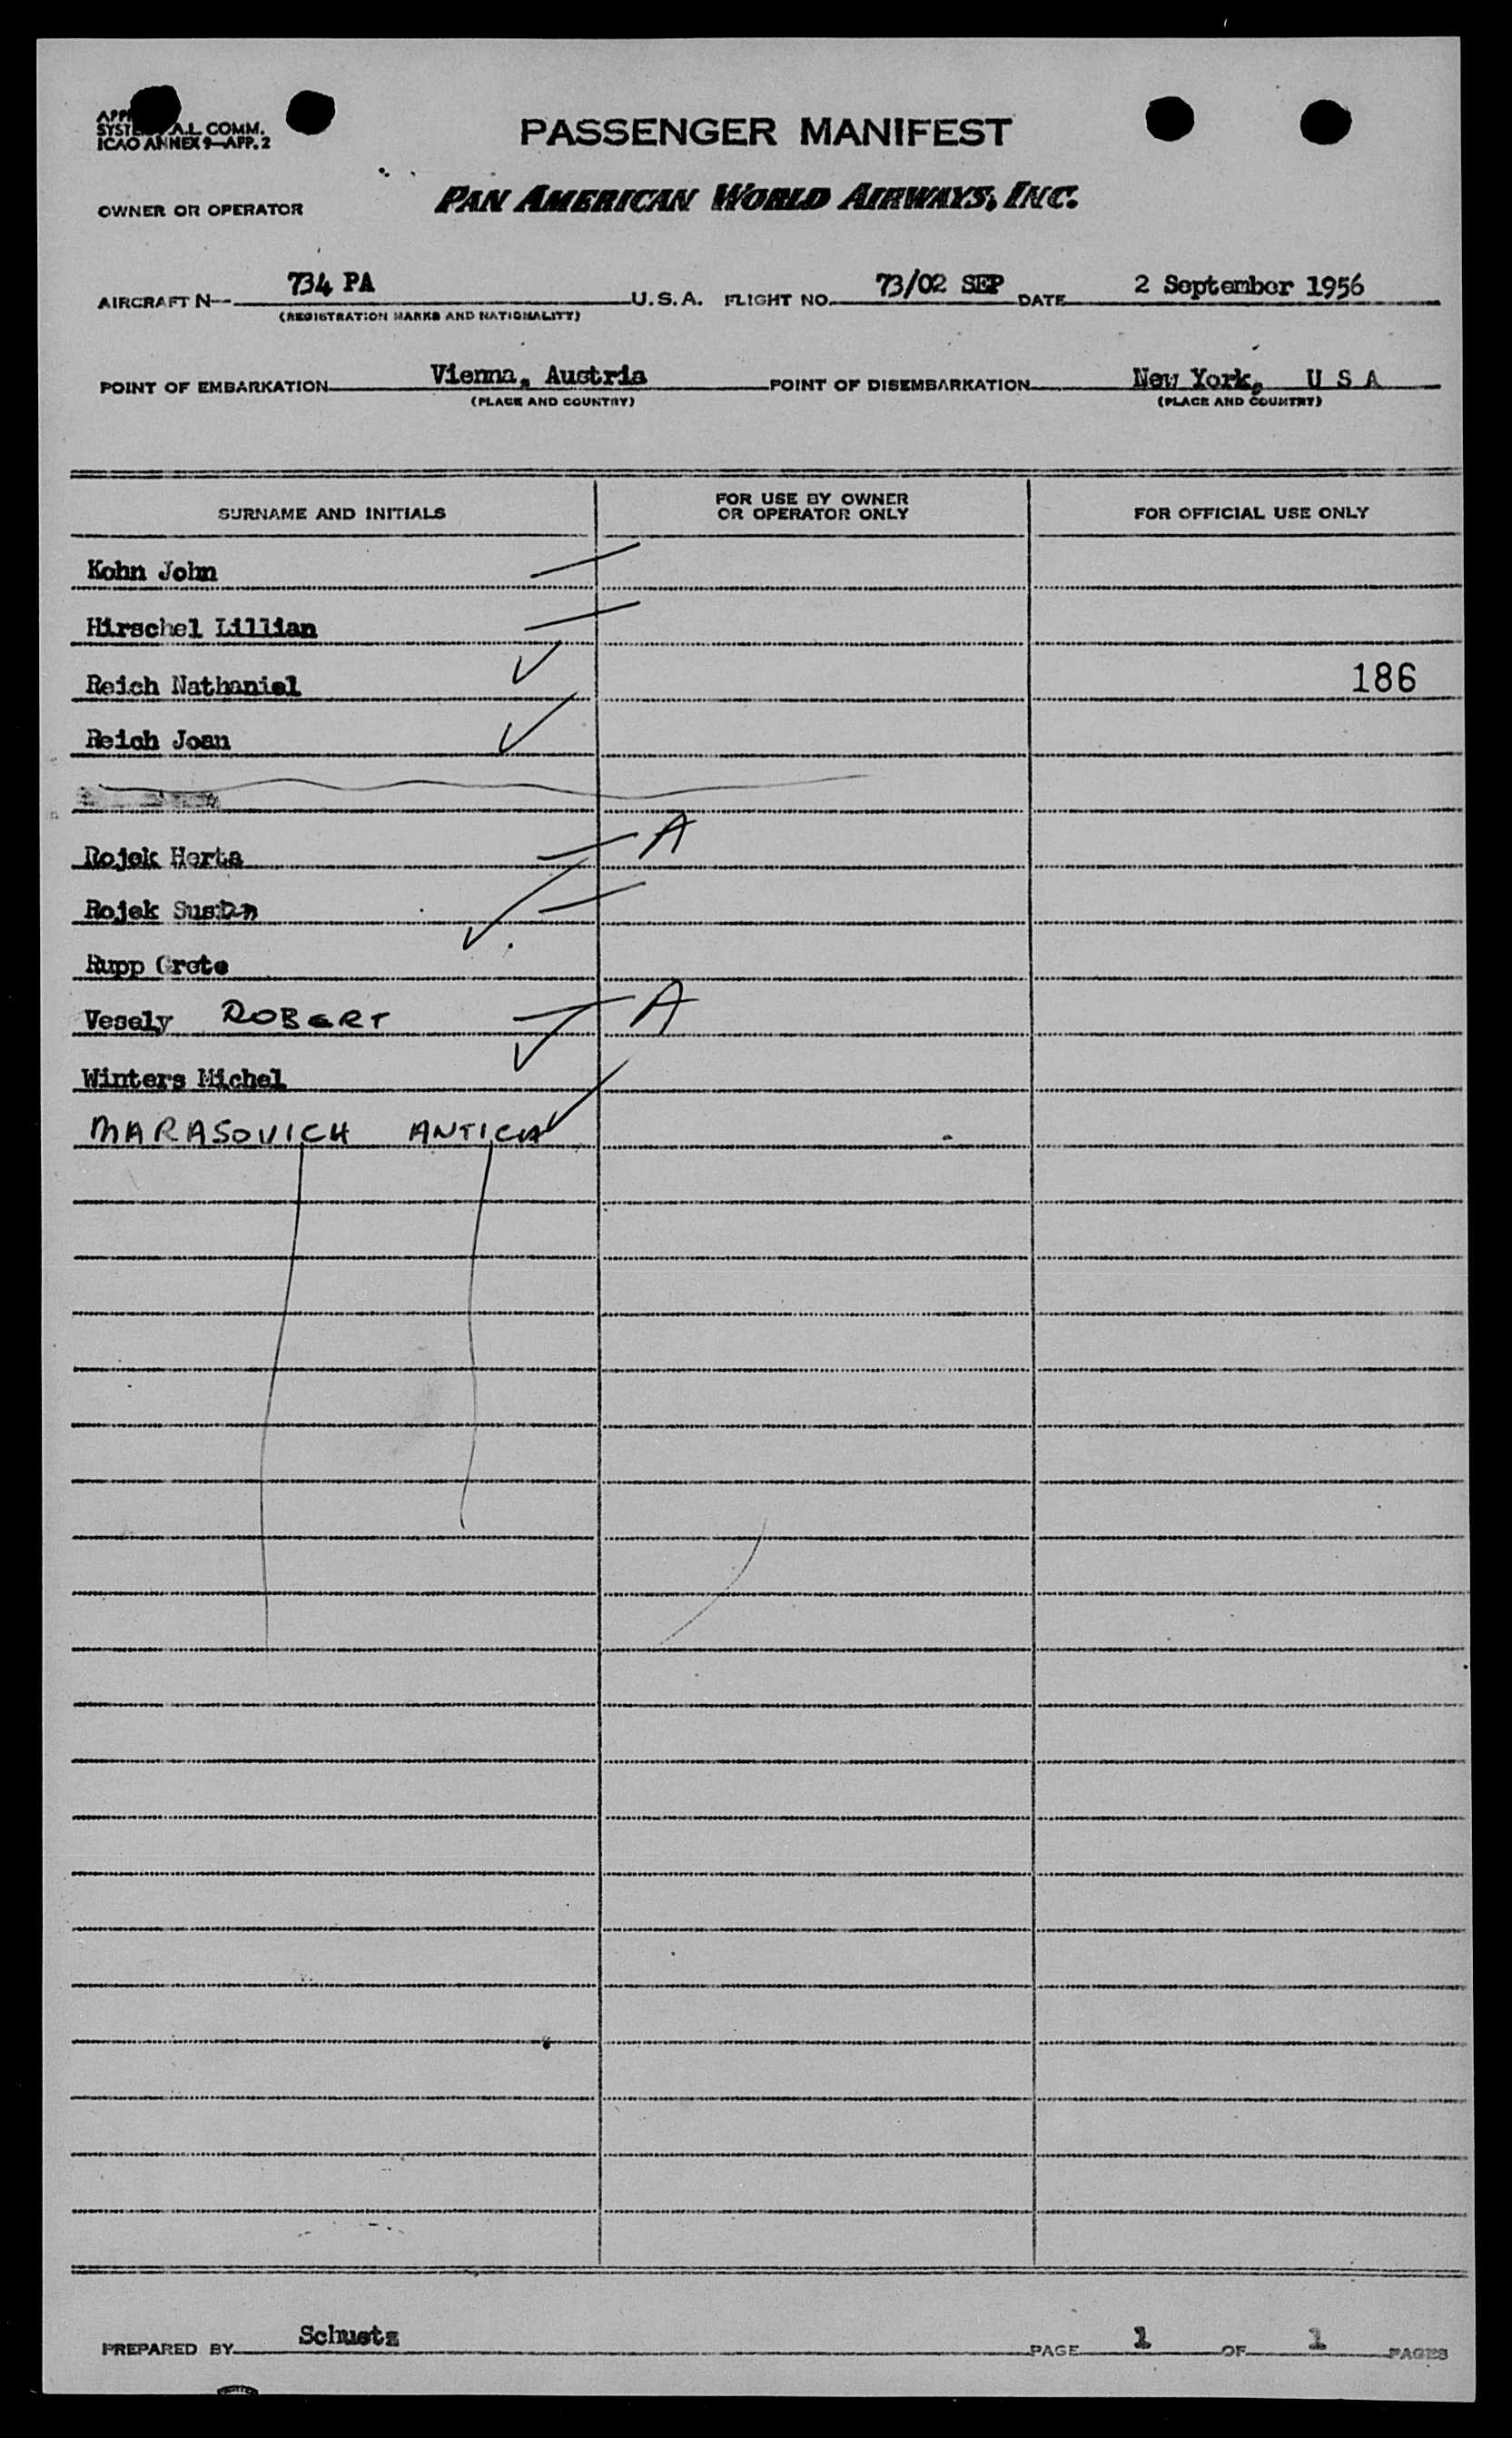 A.L. COMM.
ICAO ANNEX 9—APP. 2
PASSENGER MANIFEST
OWNER OR OPERATOR PAN AMERICAN WORLD AIRWAYS, INC.
AIRCRAFT N— 734 PA U.S.A. FLIGHT NO. 73/02 SEP DATE 2 September 1956
(REGISTRATION MARKS AND NATIONALITY)
POINT OF EMBARKATION Vienna, Austria POINT OF DISEMBARKATION New York, U S A
(PLACE AND COUNTRY) (PLACE AND COUNTRY)
SURNAME AND INITIALS FOR USE BY OWNER OR OPERATOR ONLY FOR OFFICIAL USE ONLY
Kohn John
Hirschel Lillian
Reich Nathaniel 186
Reich Joan
Rojek Herta A
Rojek Susan
Rupp Grete
Vesely ROBERT A
Winters Michel
MARASOVICH ANTICA
PREPARED BY Schuetz PAGE 1 OF 1 PAGES